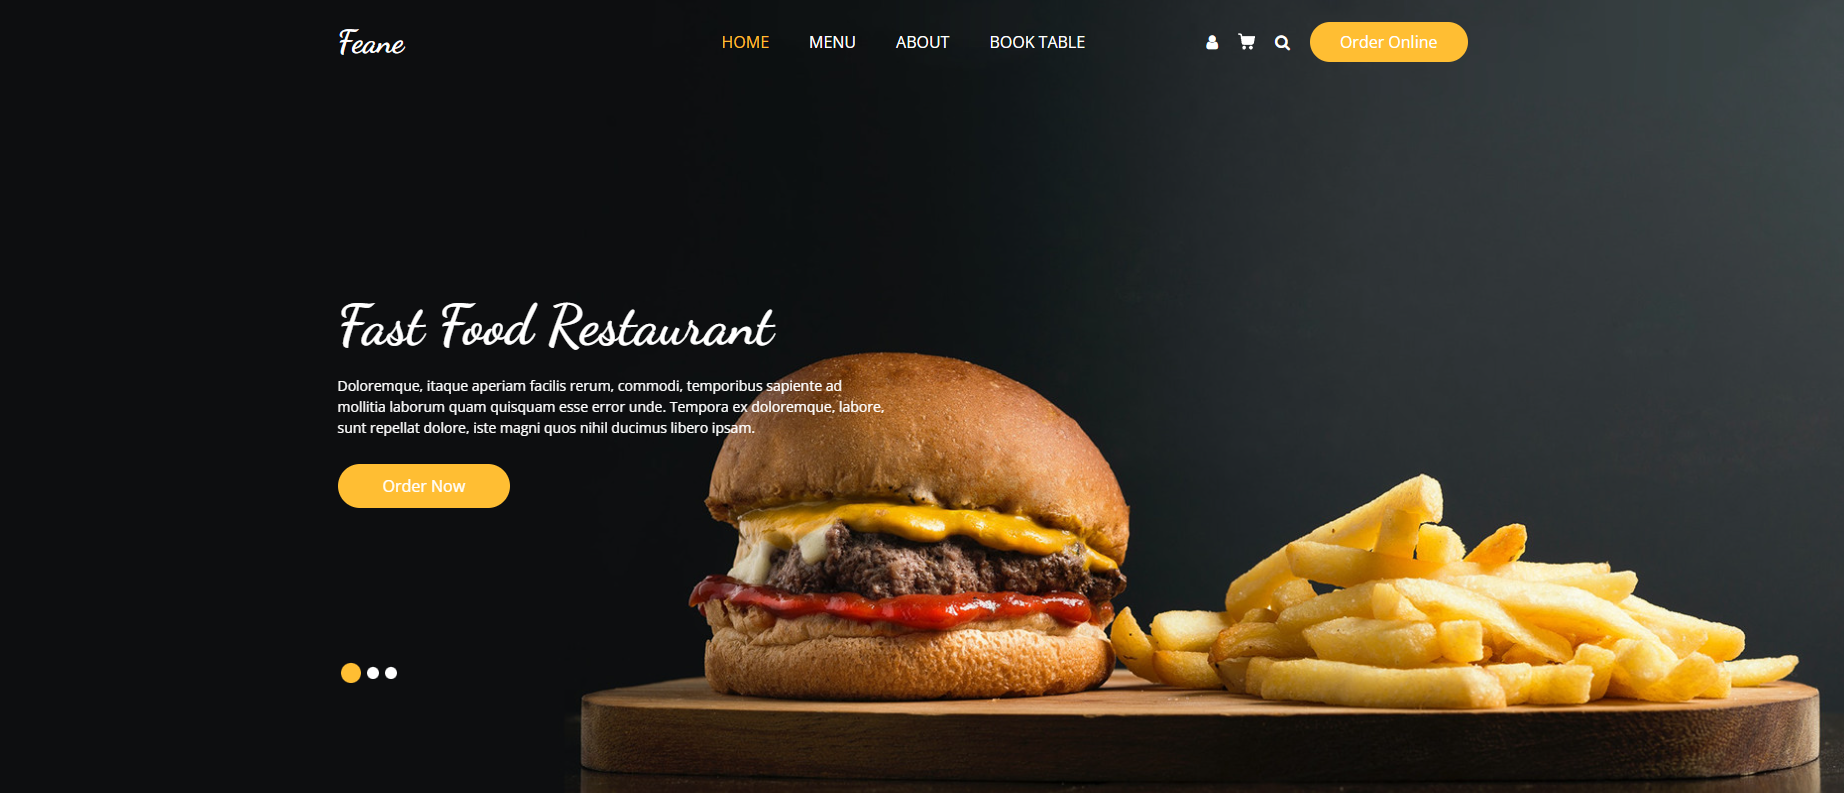 Feane
HOME MENU ABOUT BOOK TABLE
Order Online
Fast Food Restaurant
Doloremque, itaque aperiam facilis rerum, commodi, temporibus sapiente ad
mollitia laborum quam quisquam esse error unde. Tempora ex doloremque, labore,
sunt repellat dolore, iste magni quos nihil ducimus libero ipsam.
Order Now